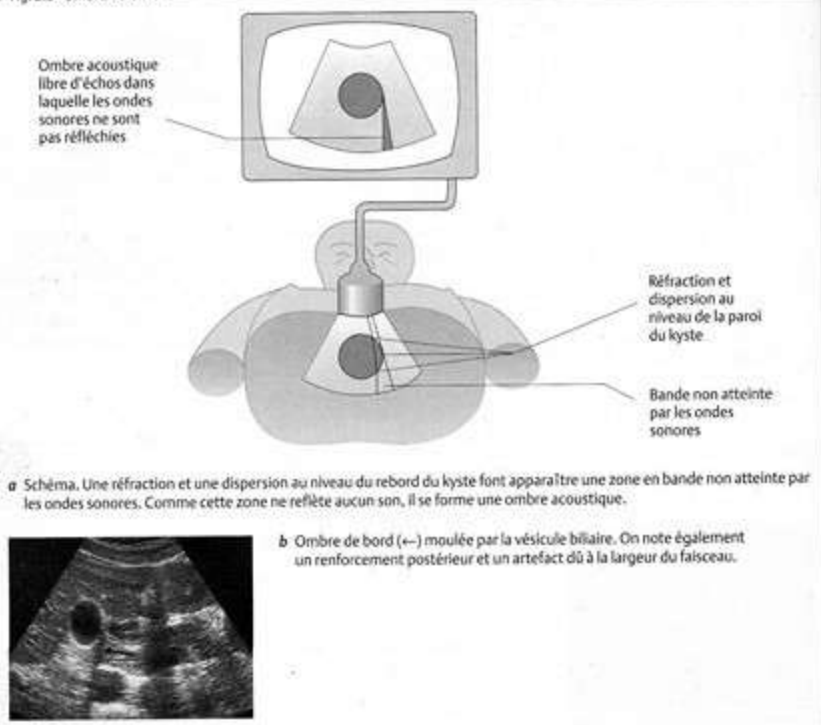 Ombre acoustique
libre d'échos dans
laquelle les ondes
sonores ne sont
pas réfléchies
Réfraction et
dispersion au
niveau de la paroi
du kyste
Bande non atteinte
par les ondes
sonores
a Schéma. Une réfraction et une dispersion au niveau du rebord du kyste font apparaître une zone en bande non atteinte par
les ondes sonores. Comme cette zone ne reflète aucun son, il se forme une ombre acoustique.
b Ombre de bord (←) moulée par la vésicule biliaire. On note également
un renforcement postérieur et un artefact dû à la largeur du faisceau.